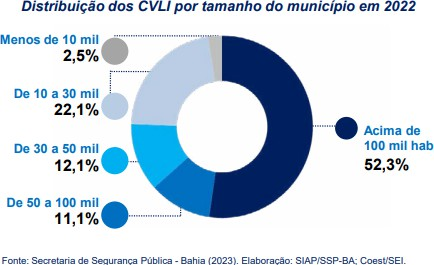 Distribuição dos CVLI por tamanho do município em 2022
Menos de 10 mil
2,5%
De 10 a 30 mil
22,1%
De 30 a 50 mil
12,1%
De 50 a 100 mil
11,1%
Acima de
100 mil hab
52,3%
Fonte: Secretaria de Segurança Pública - Bahia (2023). Elaboração: SIAP/SSP-BA; Coest/SEI.